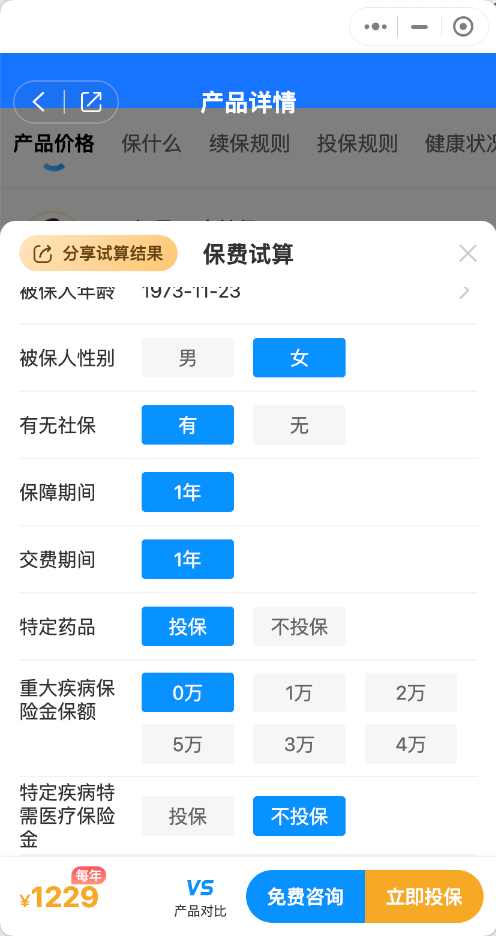 产品详情
产品价格 保什么 续保规则 投保规则 健康状况
分享试算结果 保费试算
被保人年龄 1973-11-23
被保人性别 男 女
有无社保 有 无
保障期间 1年
交费期间 1年
特定药品 投保 不投保
重大疾病保
险金保额
0万 1万 2万
5万 3万 4万
特定疾病特
需医疗保险
金
投保 不投保
每年
¥1229
VS
产品对比
免费咨询 立即投保